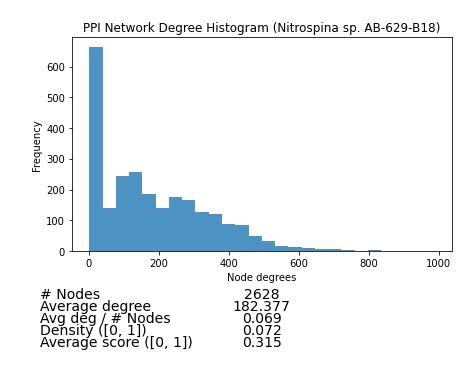 PPI Network Degree Histogram (Nitrospina sp. AB-629-B18)
600
500
400
300
200
100
0
Frequency
0 200 400 600 800 1000
Node degrees
# Nodes 2628
Average degree 182.377
Avg deg / # Nodes 0.069
Density ([0, 1]) 0.072
Average score ([0, 1]) 0.315